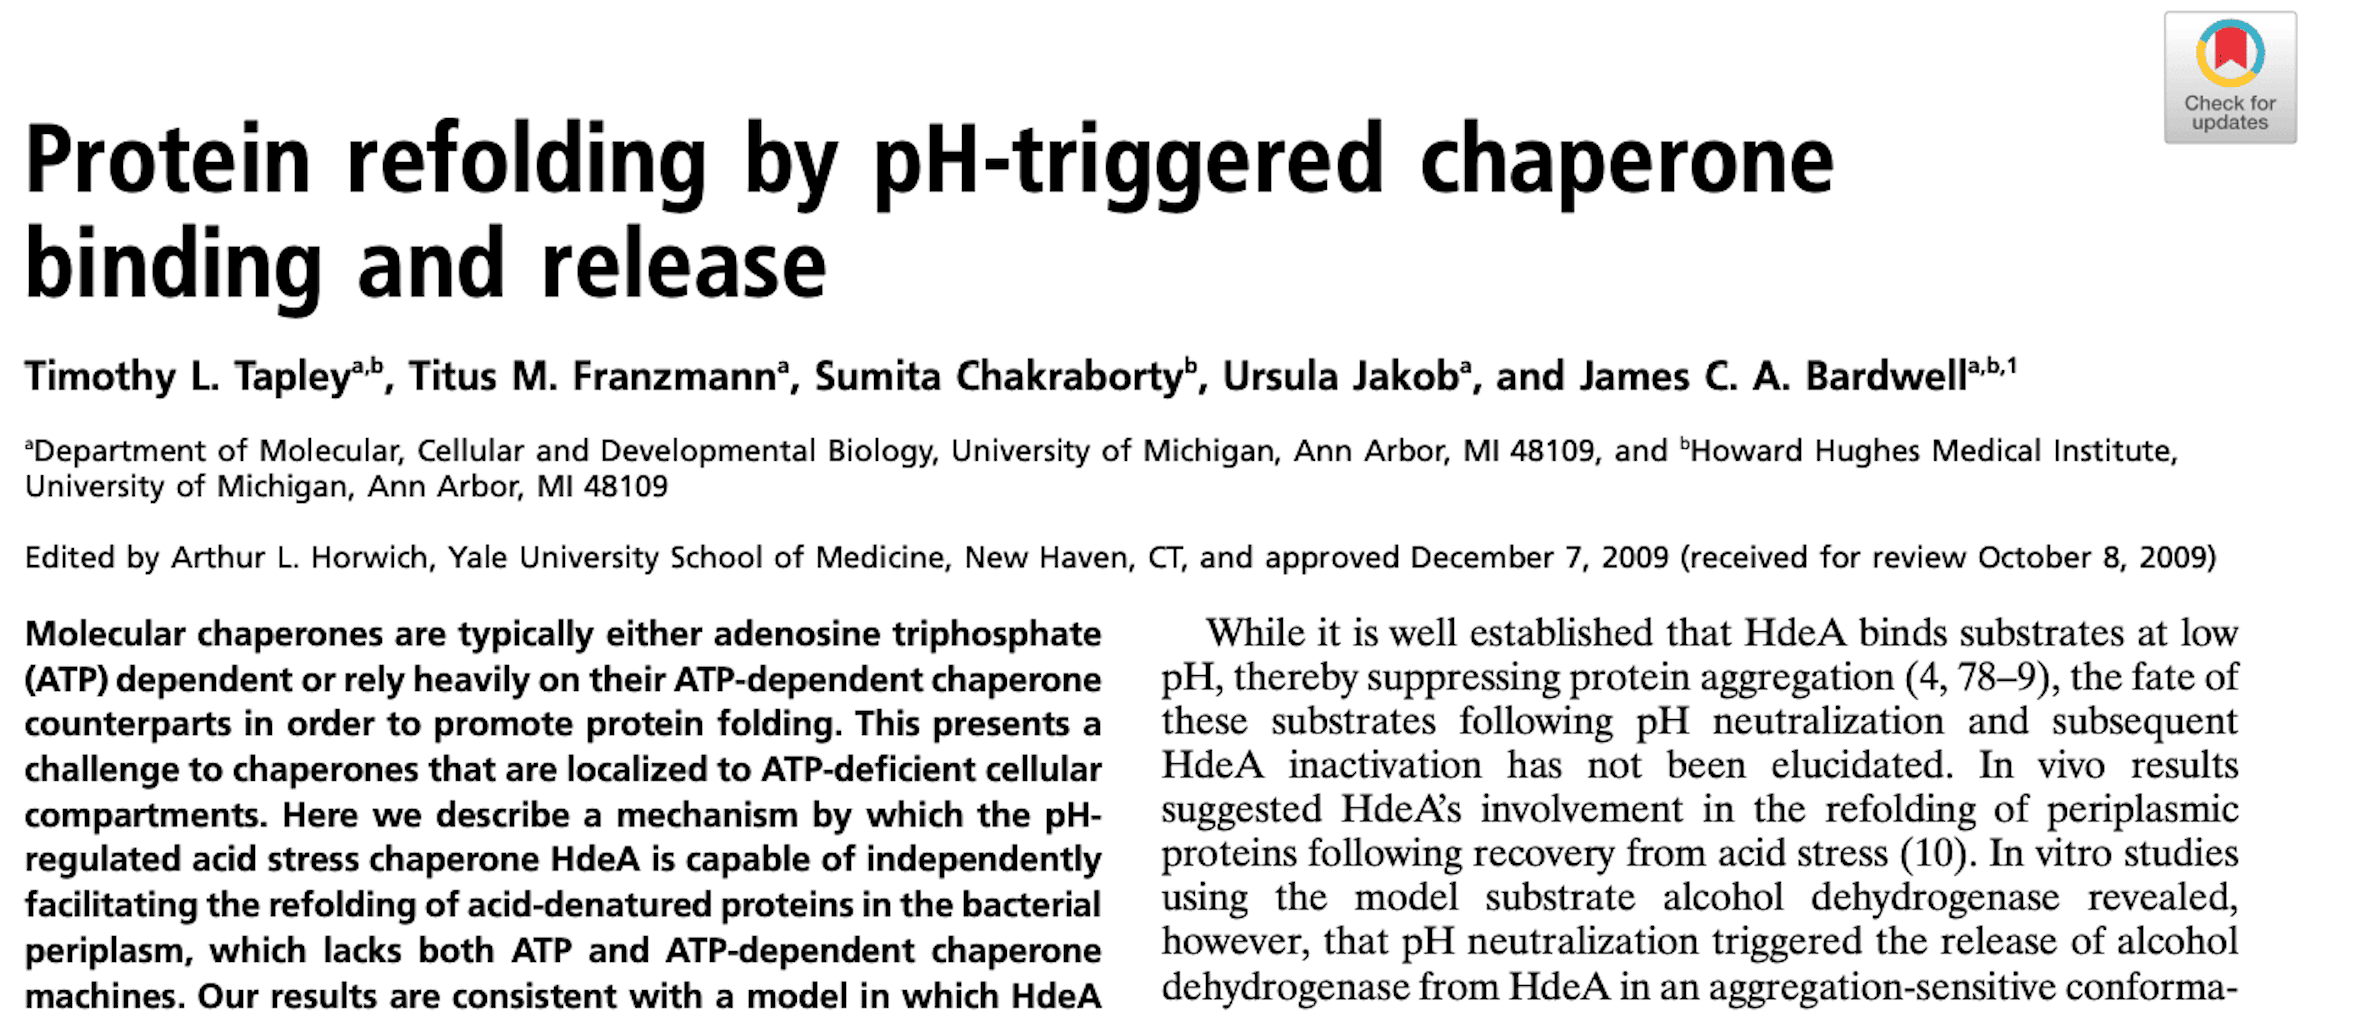 Check for
updates
Protein refolding by pH-triggered chaperone
binding and release
Timothy L. Tapleyᵃ,ᵇ, Titus M. Franzmannᵃ, Sumita Chakrabortyᵇ, Ursula Jakobᵃ, and James C. A. Bardwellᵃ,ᵇ,¹
ᵃDepartment of Molecular, Cellular and Developmental Biology, University of Michigan, Ann Arbor, MI 48109, and ᵇHoward Hughes Medical Institute,
University of Michigan, Ann Arbor, MI 48109
Edited by Arthur L. Horwich, Yale University School of Medicine, New Haven, CT, and approved December 7, 2009 (received for review October 8, 2009)
Molecular chaperones are typically either adenosine triphosphate
(ATP) dependent or rely heavily on their ATP-dependent chaperone
counterparts in order to promote protein folding. This presents a
challenge to chaperones that are localized to ATP-deficient cellular
compartments. Here we describe a mechanism by which the pH-
regulated acid stress chaperone HdeA is capable of independently
facilitating the refolding of acid-denatured proteins in the bacterial
periplasm, which lacks both ATP and ATP-dependent chaperone
machines. Our results are consistent with a model in which HdeA
While it is well established that HdeA binds substrates at low
pH, thereby suppressing protein aggregation (4, 78–9), the fate of
these substrates following pH neutralization and subsequent
HdeA inactivation has not been elucidated. In vivo results
suggested HdeA's involvement in the refolding of periplasmic
proteins following recovery from acid stress (10). In vitro studies
using the model substrate alcohol dehydrogenase revealed,
however, that pH neutralization triggered the release of alcohol
dehydrogenase from HdeA in an aggregation-sensitive conforma-